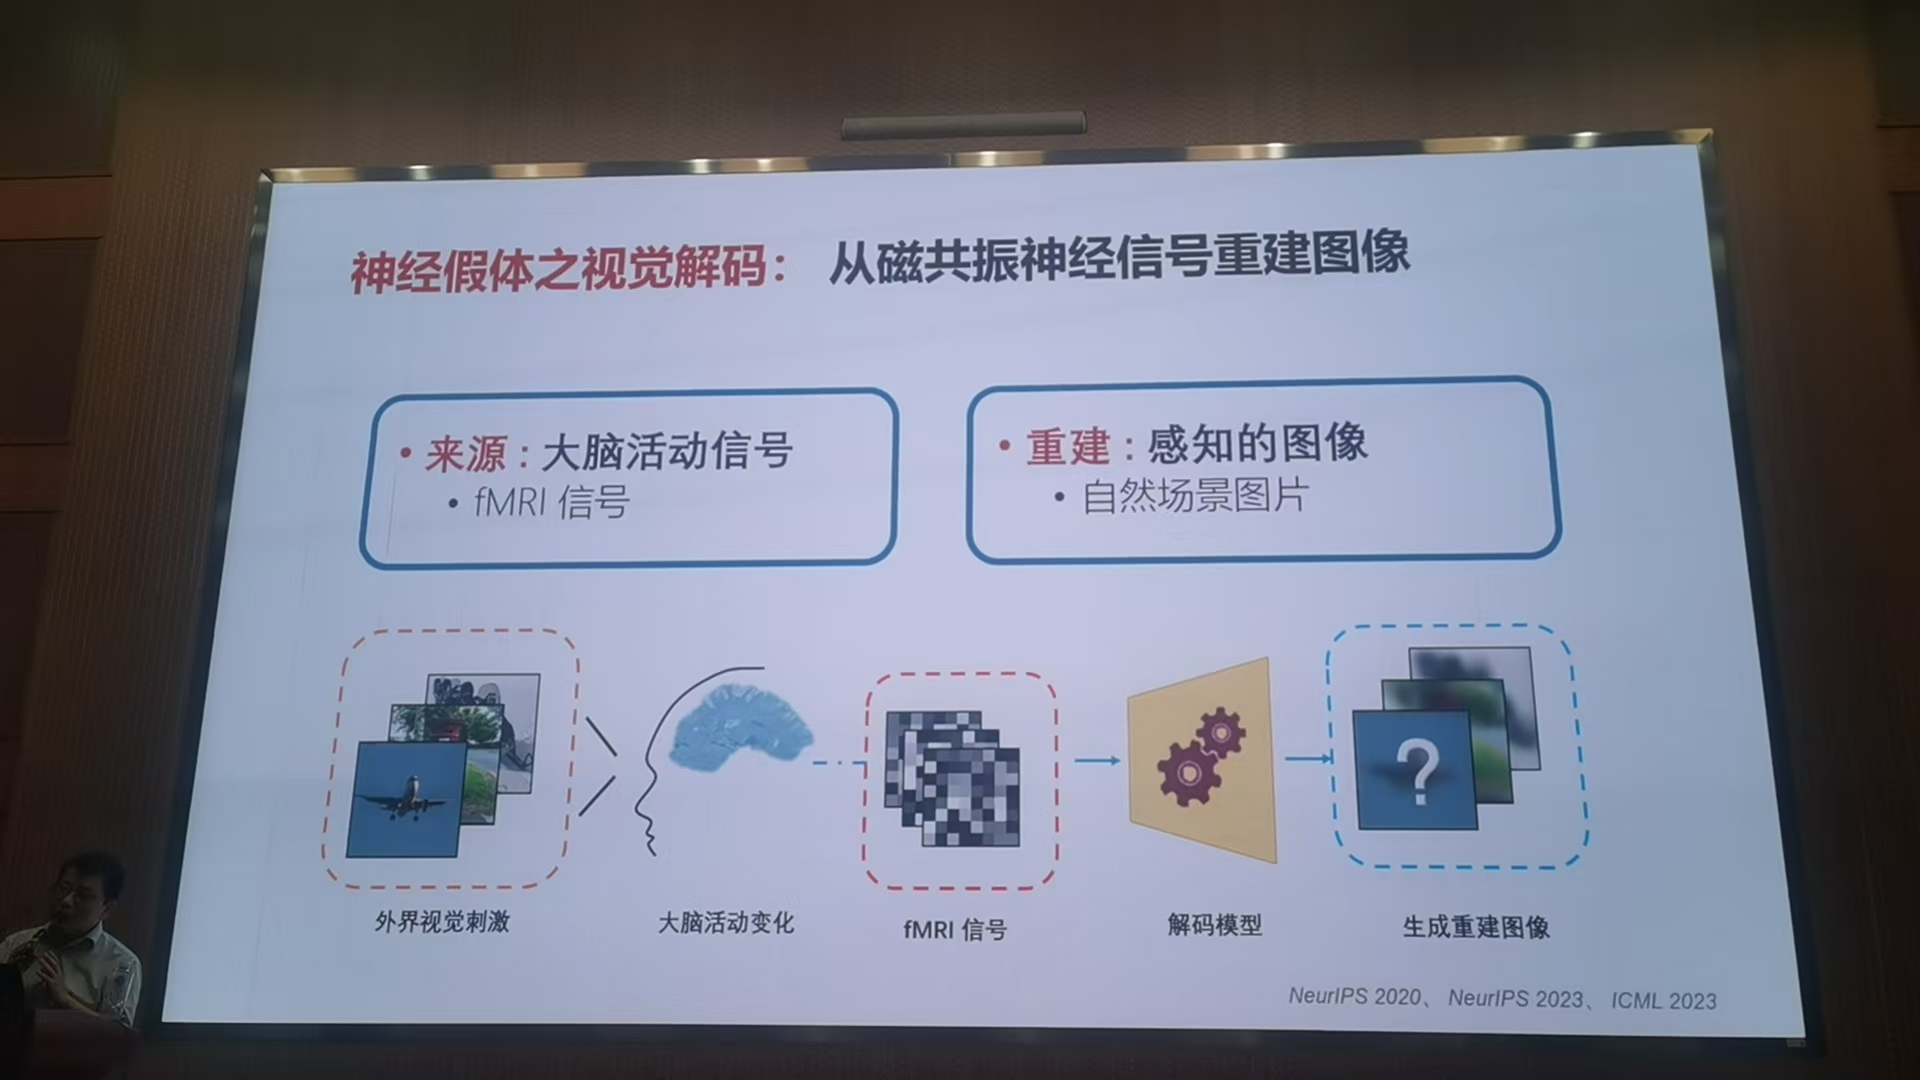 神经假体之视觉解码： 从磁共振神经信号重建图像
• 来源：大脑活动信号
• fMRI 信号
• 重建：感知的图像
• 自然场景图片
?
外界视觉刺激
大脑活动变化
fMRI 信号
解码模型
生成重建图像
NeurIPS 2020、 NeurIPS 2023、 ICML 2023